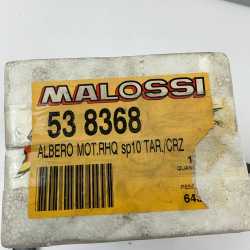 MALOSSI
53 8368
ALBERO MOT.RHQ sp10 TAR./CRZ